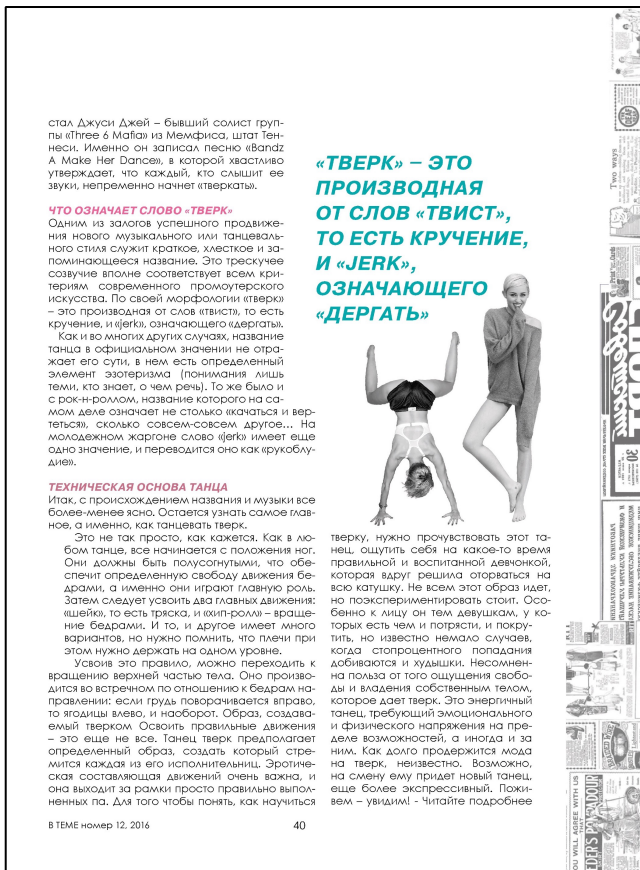 стал Джуси Джей – бывший солист груп-
пы «Three 6 Mafia» из Мемфиса, штат Тен-
неси. Именно он записал песню «Bandz
A Make Her Dance», в которой хвастливо
утверждает, что каждый, кто слышит ее
звуки, непременно начнет «тверкать».
ЧТО ОЗНАЧАЕТ СЛОВО «ТВЕРК»
Одним из залогов успешного продвиже-
ния нового музыкального или танцеваль-
ного стиля служит краткое, хлесткое и за-
поминающееся название. Это трескучее
созвучие вполне соответствует всем кри-
териям современного промоутерского
искусства. По своей морфологии «тверк»
– это производная от слов «твист», то есть
кручение, и «jerk», означающего «дергать».
Как и во многих других случаях, название
танца в официальном значении не отра-
жает его сути, в нем есть определенный
элемент эзотеризма (понимания лишь
теми, кто знает, о чем речь). То же было и
с рок-н-роллом, название которого на са-
мом деле означает не столько «качаться и вер-
теться», сколько совсем-совсем другое... На
молодежном жаргоне слово «jerk» имеет еще
одно значение, и переводится оно как «рукоблу-
дие».
ТЕХНИЧЕСКАЯ ОСНОВА ТАНЦА
Итак, с происхождением названия и музыки все
более-менее ясно. Остается узнать самое глав-
ное, а именно, как танцевать тверк.
Это не так просто, как кажется. Как в лю-
бом танце, все начинается с положения ног.
Они должны быть полусогнутыми, что обе-
спечит определенную свободу движения бе-
драми, а именно они играют главную роль.
Затем следует усвоить два главных движения:
«шейк», то есть тряска, и «хип-ролл» – враще-
ние бедрами. И то, и другое имеет много
вариантов, но нужно помнить, что плечи при
этом нужно держать на одном уровне.
Усвоив это правило, можно переходить к
вращению верхней частью тела. Оно произво-
дится во встречном по отношению к бедрам на-
правлении: если грудь поворачивается вправо,
то ягодицы влево, и наоборот. Образ, создава-
емый тверком Освоить правильные движения
– это еще не все. Танец тверк предполагает
определенный образ, создать который стре-
мится каждая из его исполнительниц. Эротиче-
ская составляющая движений очень важна, и
она выходит за рамки просто правильно выпол-
ненных па. Для того чтобы понять, как научиться
«ТВЕРК» – ЭТО
ПРОИЗВОДНАЯ
ОТ СЛОВ «ТВИСТ»,
ТО ЕСТЬ КРУЧЕНИЕ,
И «JERK»,
ОЗНАЧАЮЩЕГО
«ДЕРГАТЬ»
тверку, нужно прочувствовать этот та-
нец, ощутить себя на какое-то время
правильной и воспитанной девчонкой,
которая вдруг решила оторваться на
всю катушку. Не всем этот образ идет,
но поэкспериментировать стоит. Осо-
бенно к лицу он тем девушкам, у ко-
торых есть чем и потрясти, и покру-
тить, но известно немало случаев,
когда стопроцентного попадания
добиваются и худышки. Несомнен-
на польза от того ощущения свобо-
ды и владения собственным телом,
которое дает тверк. Это энергичный
танец, требующий эмоционального
и физического напряжения на пре-
деле возможностей, а иногда и за
ним. Как долго продержится мода
на тверк, неизвестно. Возможно,
на смену ему придет новый танец,
еще более экспрессивный. Пожи-
вем – увидим! - Читайте подробнее
В ТЕМЕ номер 12, 2016
40
Two ways
Советский
30
YOU WILL AGREE WITH US